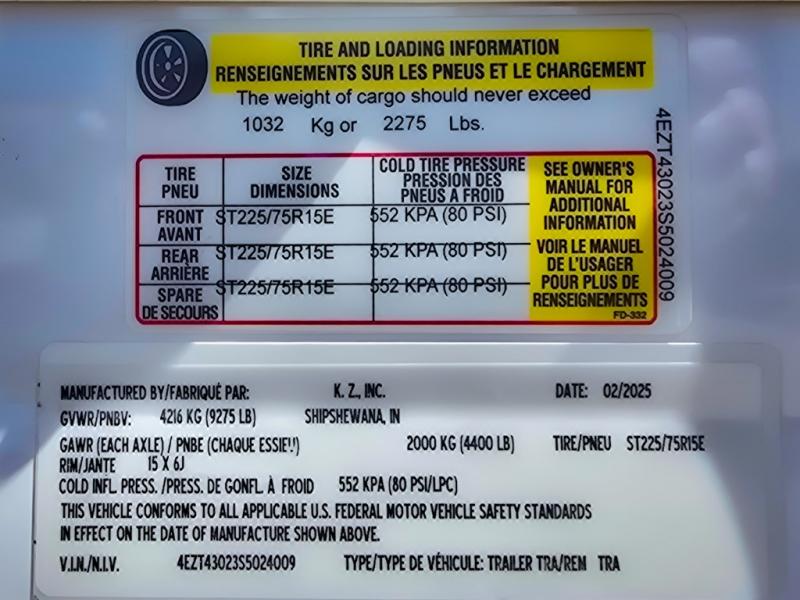 TIRE AND LOADING INFORMATION
RENSEIGNEMENTS SUR LES PNEUS ET LE CHARGEMENT
The weight of cargo should never exceed
1032 Kg or 2275 Lbs.
TIRE PNEU
SIZE DIMENSIONS
COLD TIRE PRESSURE
PRESSION DES
PNEUS A FROID
FRONT AVANT
ST225/75R15E
552 KPA (80 PSI)
REAR ARRIÈRE
ST225/75R15E
552 KPA (80 PSI)
SPARE DE SECOURS
ST225/75R15E
552 KPA (80 PSI)
SEE OWNER'S
MANUAL FOR
ADDITIONAL
INFORMATION
VOIR LE MANUEL
DE L'USAGER
POUR PLUS DE
RENSEIGNEMENTS
FD-332
4EZT43023S5024009
MANUFACTURED BY/FABRIQUÉ PAR: K. Z., INC. DATE: 02/2025
GVWR/PNBV: 4216 KG (9275 LB) SHIPSHEWANA, IN
GAWR (EACH AXLE) / PNBE (CHAQUE 2000 KG (4400 LB) TIRE/PNEU ST225/75R15E
RIM/JANTE 15 X 6J
COLD INFL. PRESS. /PRESS. DE GONFL. À FROID 552 KPA (80 PSI/LPC)
THIS VEHICLE CONFORMS TO ALL APPLICABLE U.S. FEDERAL MOTOR VEHICLE SAFETY STANDARDS
IN EFFECT ON THE DATE OF MANUFACTURE SHOWN ABOVE.
V.I.N./N.I.V. 4EZT43023S5024009 TYPE/TYPE DE VÉHICULE: TRAILER TRA/REM TRA